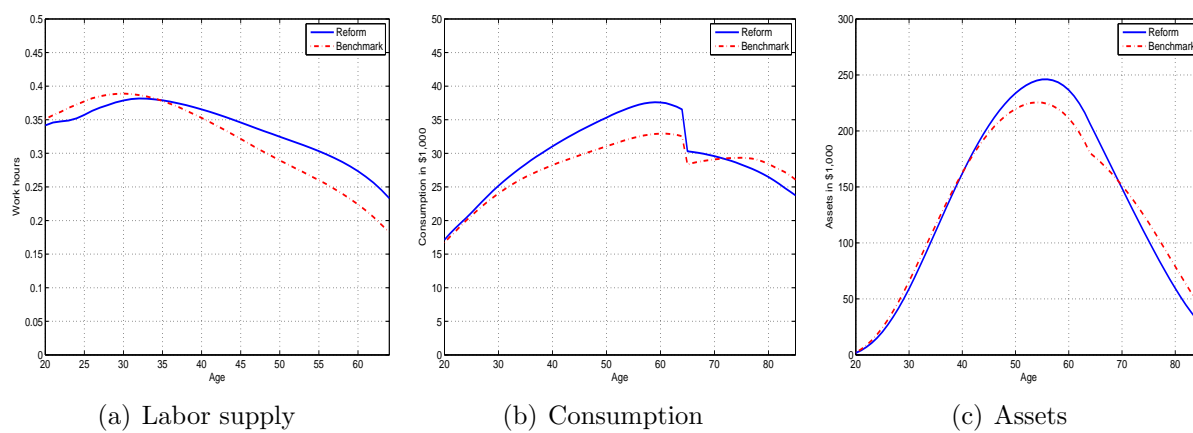 0.5
0.45
0.4
0.35
0.3
0.25
0.2
0.15
0.1
0.05
0
Work hours
20 25 30 35 40 45 50 55 60
Age
Reform
Benchmark
(a) Labor supply
50
45
40
35
30
25
20
15
10
5
0
Consumption in $1,000
20 30 40 50 60 70 80
Age
Reform
Benchmark
(b) Consumption
300
250
200
150
100
50
0
Assets in $1,000
20 30 40 50 60 70 80
Age
Reform
Benchmark
(c) Assets